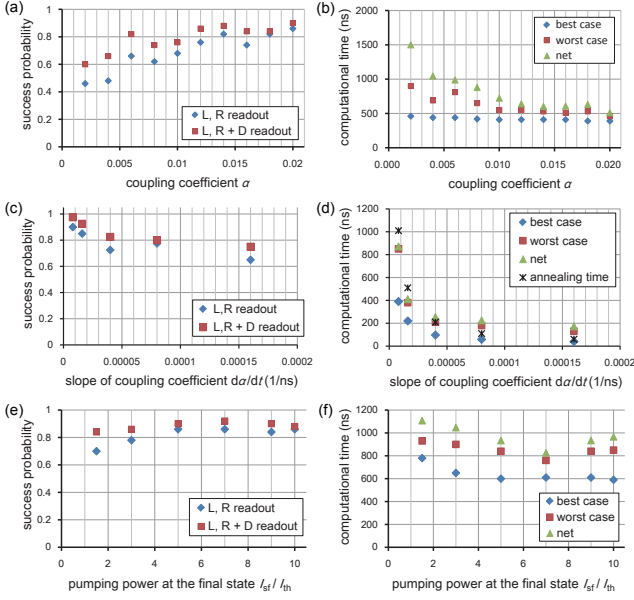 (a)
success probability
1
0.8
0.6
0.4
0.2
0
0 0.005 0.01 0.015 0.02
L, R readout
L, R + D readout
coupling coefficient α
(b)
computational time (ns)
2000
1500
1000
500
0
0.000 0.005 0.010 0.015 0.020
best case
worst case
net
coupling coefficient α
(c)
success probability
1
0.8
0.6
0.4
0.2
0
0 0.00005 0.0001 0.00015 0.0002
L,R readout
L,R + D readout
slope of coupling coefficient dα/dt (1/ns)
(d)
computational time (ns)
1200
1000
800
600
400
200
0
0 0.00005 0.0001 0.00015 0.0002
best case
worst case
net
annealing time
slope of coupling coefficient dα/dt (1/ns)
(e)
success probability
1
0.8
0.6
0.4
0.2
0
0 2 4 6 8 10
L, R readout
L, R + D readout
pumping power at the final state Isf / Ith
(f)
computational time (ns)
1200
1000
800
600
400
200
0
0 2 4 6 8 10
best case
worst case
net
pumping power at the final state Isf / Ith